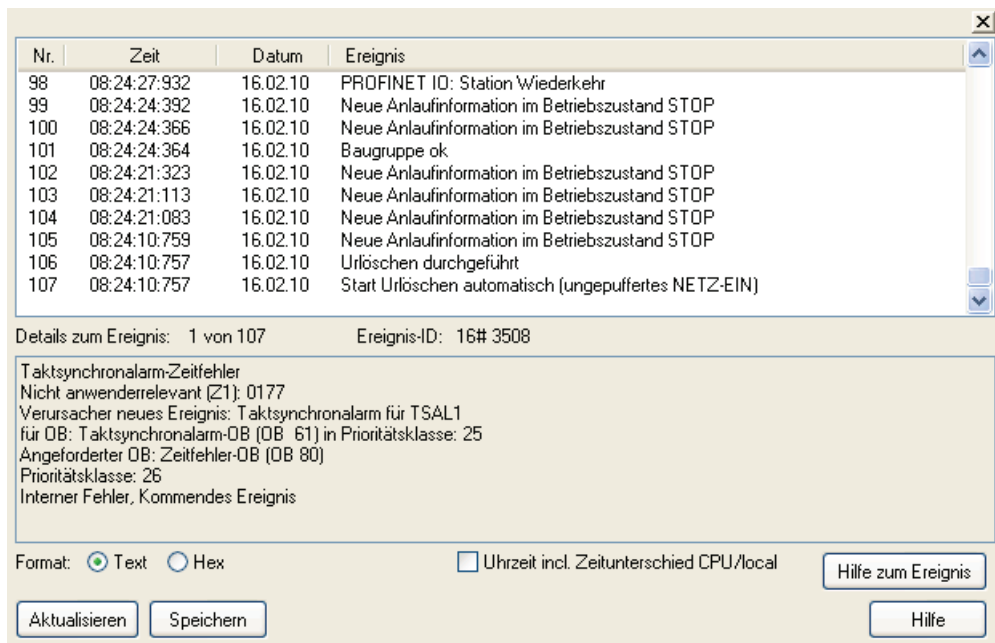 Nr. Zeit Datum Ereignis
98 08:24:27:932 16.02.10 PROFINET IO: Station Wiederkehr
99 08:24:24:392 16.02.10 Neue Anlaufinformation im Betriebszustand STOP
100 08:24:24:366 16.02.10 Neue Anlaufinformation im Betriebszustand STOP
101 08:24:24:364 16.02.10 Baugruppe ok
102 08:24:21:323 16.02.10 Neue Anlaufinformation im Betriebszustand STOP
103 08:24:21:113 16.02.10 Neue Anlaufinformation im Betriebszustand STOP
104 08:24:21:083 16.02.10 Neue Anlaufinformation im Betriebszustand STOP
105 08:24:10:759 16.02.10 Neue Anlaufinformation im Betriebszustand STOP
106 08:24:10:757 16.02.10 Urlöschen durchgeführt
107 08:24:10:757 16.02.10 Start Urlöschen automatisch (ungepuffertes NETZ-EIN)
Details zum Ereignis: 1 von 107 Ereignis-ID: 16# 3508
Taktsynchronalarm-Zeitfehler
Nicht anwenderrelevant (Z1): 0177
Verursacher neues Ereignis: Taktsynchronalarm für TSAL1
für OB: Taktsynchronalarm-OB (OB 61) in Prioritätsklasse: 25
Angeforderter OB: Zeitfehler-OB (OB 80)
Prioritätsklasse: 26
Interner Fehler, Kommendes Ereignis
Format: Text Hex Uhrzeit incl. Zeitunterschied CPU/local Hilfe zum Ereignis
Aktualisieren Speichern Hilfe